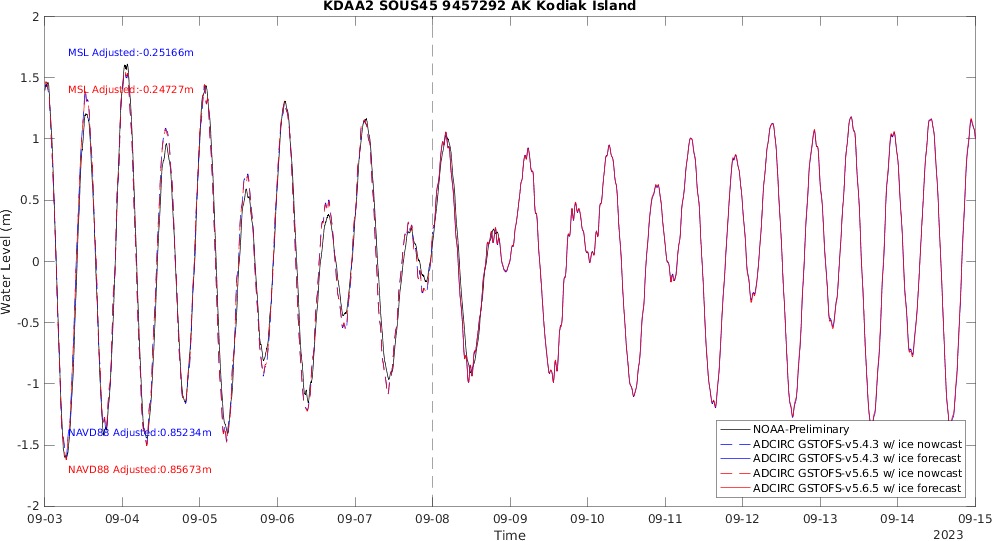 KDAA2 SOUS45 9457292 AK Kodiak Island
2
1.5
1
0.5
0
-0.5
-1
-1.5
-2
Water Level (m)
MSL Adjusted:-0.25166m
MSL Adjusted:-0.24727m
NAVD88 Adjusted:0.85234m
NAVD88 Adjusted:0.85673m
NOAA-Preliminary
ADCIRC GSTOFS-v5.4.3 w/ ice nowcast
ADCIRC GSTOFS-v5.4.3 w/ ice forecast
ADCIRC GSTOFS-v5.6.5 w/ ice nowcast
ADCIRC GSTOFS-v5.6.5 w/ ice forecast
09-03 09-04 09-05 09-06 09-07 09-08 09-09 09-10 09-11 09-12 09-13 09-14 09-15
Time
2023